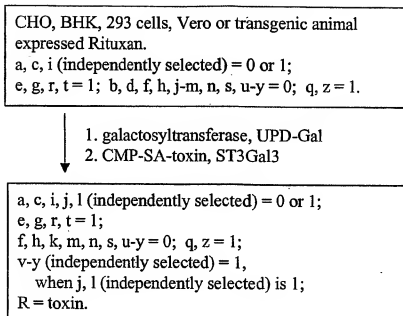 CHO, BHK, 293 cells, Vero or transgenic animal
expressed Rituxan.
a, c, i (independently selected) = 0 or 1;
e, g, r, t = 1; b, d, f, h, j-m, n, s, u-y = 0; q, z = 1.
1. galactosyltransferase, UPD-Gal
2. CMP-SA-toxin, ST3Gal3
a, c, i, j, l (independently selected) = 0 or 1;
e, g, r, t = 1;
f, h, k, m, n, s, u-y = 0; q, z = 1;
v-y (independently selected) = 1,
when j, l (independently selected) is 1;
R = toxin.